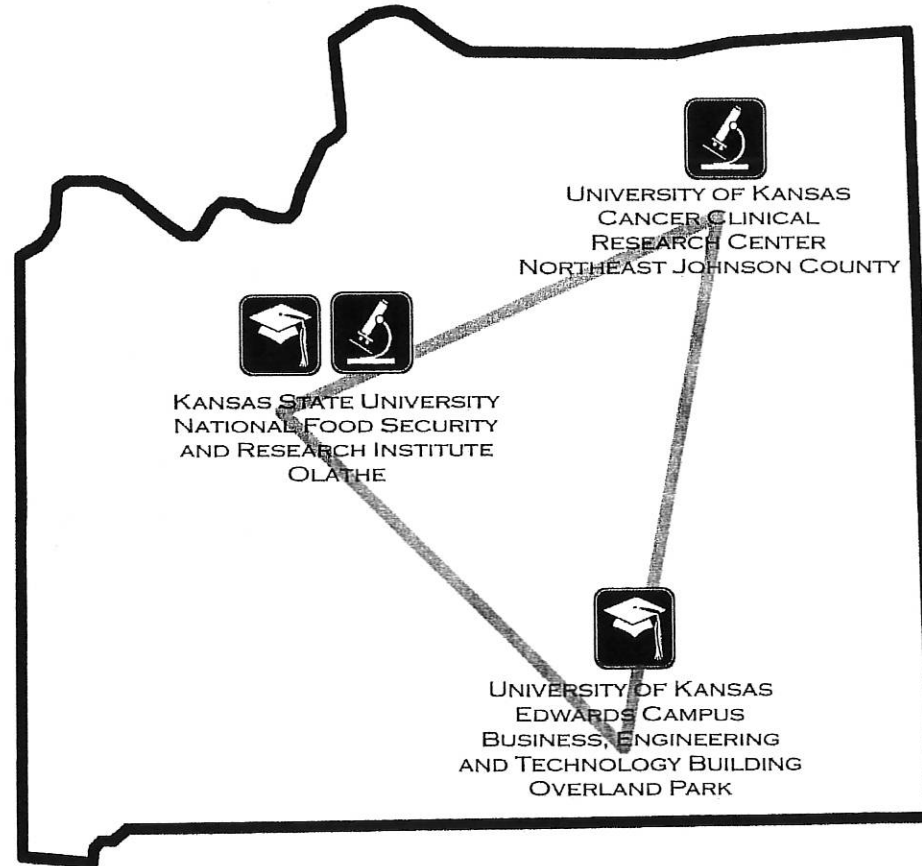 UNIVERSITY OF KANSAS
CANCER CLINICAL
RESEARCH CENTER
NORTHEAST JOHNSON COUNTY
KANSAS STATE UNIVERSITY
NATIONAL FOOD SECURITY
AND RESEARCH INSTITUTE
OLATHE
UNIVERSITY OF KANSAS
EDWARDS CAMPUS
BUSINESS, ENGINEERING
AND TECHNOLOGY BUILDING
OVERLAND PARK